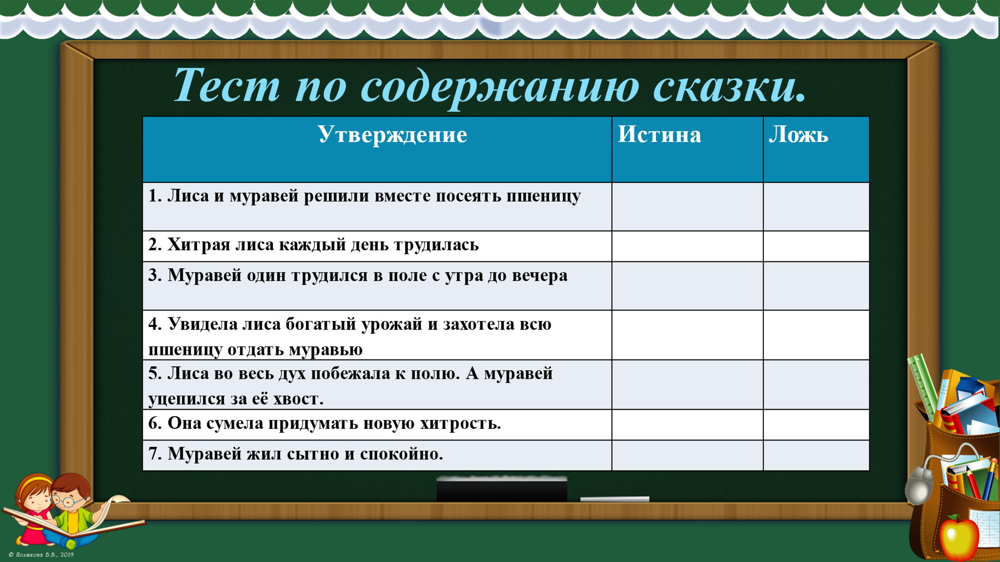 Тест по содержанию сказки.
Утверждение Истина Ложь
1. Лиса и муравей решили вместе посеять пшеницу
2. Хитрая лиса каждый день трудилась
3. Муравей один трудился в поле с утра до вечера
4. Увидела лиса богатый урожай и захотела всю
пшеницу отдать муравью
5. Лиса во весь дух побежала к полю. А муравей
уцепился за её хвост.
6. Она сумела придумать новую хитрость.
7. Муравей жил сытно и спокойно.
© Полякова В.В., 2019